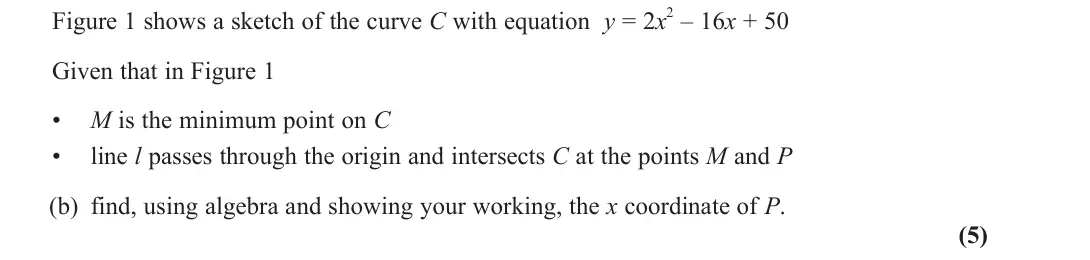 Figure 1 shows a sketch of the curve C with equation y = 2x² – 16x + 50
Given that in Figure 1
• M is the minimum point on C
• line l passes through the origin and intersects C at the points M and P
(b) find, using algebra and showing your working, the x coordinate of P.
(5)